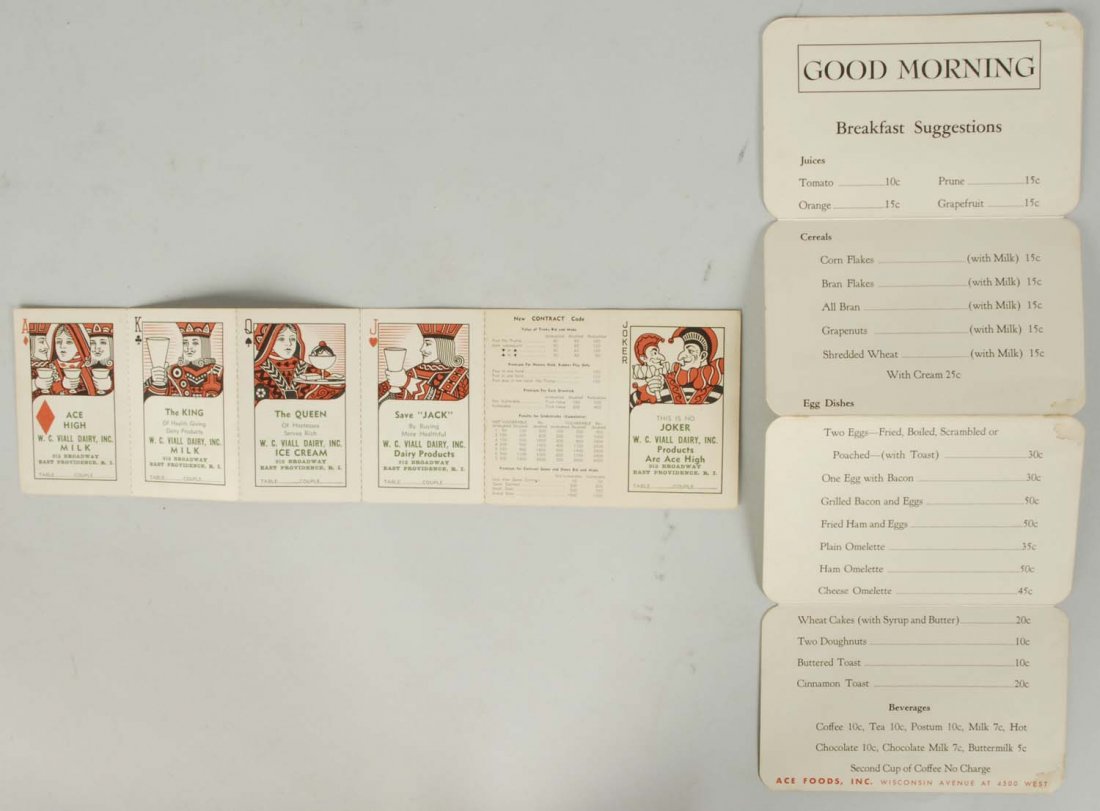 A
ACE
HIGH
W. C. VIALL DAIRY, INC.
MILK
912 BROADWAY
EAST PROVIDENCE, R. I.
TABLE COUPLE
K
The KING
Of Health Giving
Dairy Products
W. C. VIALL DAIRY, INC.
MILK
912 BROADWAY
EAST PROVIDENCE, R. I.
TABLE COUPLE
Q
The QUEEN
Of Hostesses
Serves Rich
W. C. VIALL DAIRY, INC.
ICE CREAM
912 BROADWAY
EAST PROVIDENCE, R. I.
TABLE COUPLE
J
Save "JACK"
By Buying
More Healthful
W. C. VIALL DAIRY, INC.
Dairy Products
912 BROADWAY
EAST PROVIDENCE, R. I.
TABLE COUPLE
New CONTRACT Code
JOKER
THIS IS NO
JOKER
W. C. VIALL DAIRY, INC.
Products
Are Ace High
912 BROADWAY
EAST PROVIDENCE, R. I.
TABLE COUPLE
GOOD MORNING
Breakfast Suggestions
Juices
Tomato 10c Prune 15c
Orange 15c Grapefruit 15c
Cereals
Corn Flakes (with Milk) 15c
Bran Flakes (with Milk) 15c
All Bran (with Milk) 15c
Grapenuts (with Milk) 15c
Shredded Wheat (with Milk) 15c
With Cream 25c
Egg Dishes
Two Eggs—Fried, Boiled, Scrambled or
Poached—(with Toast) 30c
One Egg with Bacon 30c
Grilled Bacon and Eggs 50c
Fried Ham and Eggs 50c
Plain Omelette 35c
Ham Omelette 50c
Cheese Omelette 45c
Wheat Cakes (with Syrup and Butter) 20c
Two Doughnuts 10c
Buttered Toast 10c
Cinnamon Toast 20c
Beverages
Coffee 10c, Tea 10c, Postum 10c, Milk 7c, Hot
Chocolate 10c, Chocolate Milk 7c, Buttermilk 5c
Second Cup of Coffee No Charge
ACE FOODS, INC. WISCONSIN AVENUE AT 4500 WEST